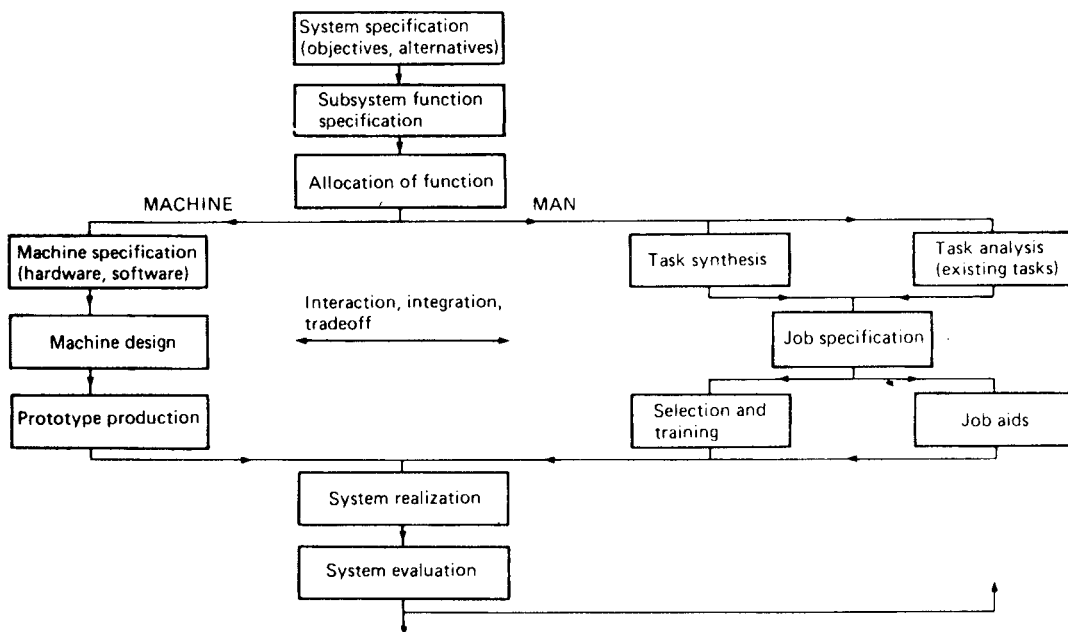 System specification
(objectives, alternatives)
Subsystem function
specification
Allocation of function
MACHINE
MAN
Machine specification
(hardware, software)
Task synthesis
Task analysis
(existing tasks)
Interaction, integration,
tradeoff
Machine design
Job specification
Prototype production
Selection and
training
Job aids
System realization
System evaluation